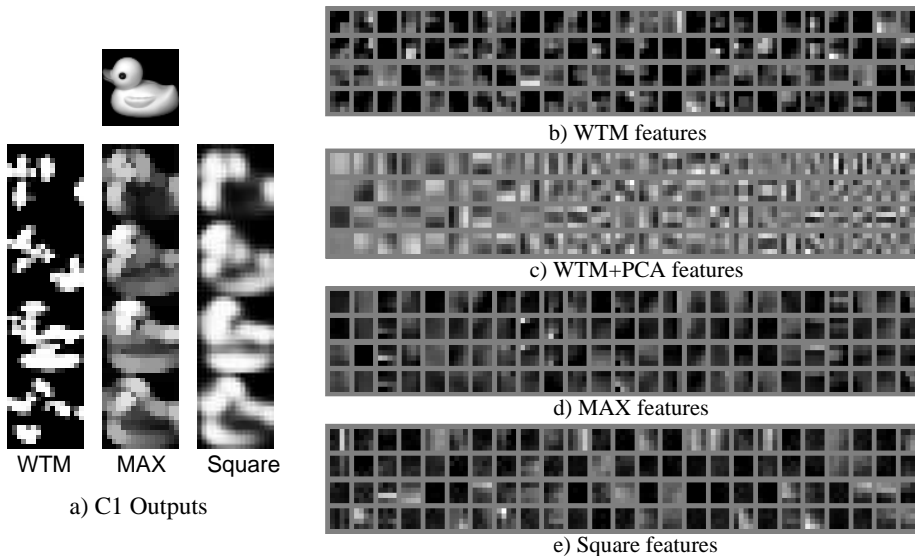 WTM
MAX
Square
a) C1 Outputs
b) WTM features
c) WTM+PCA features
d) MAX features
e) Square features